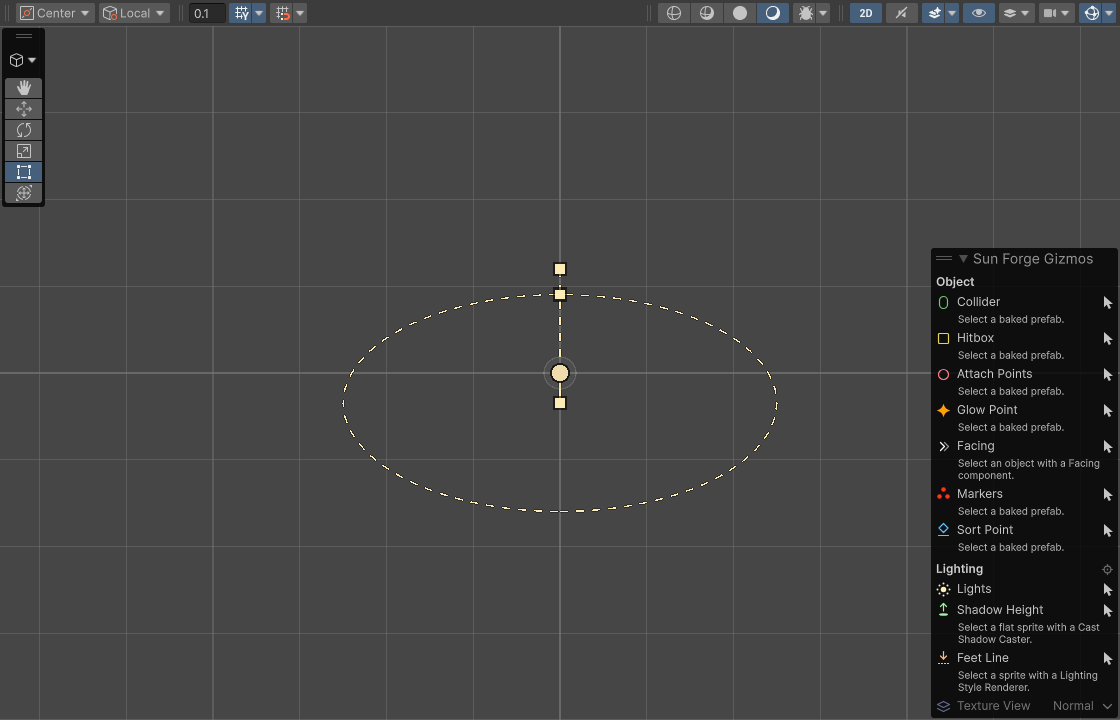 Center
Local
0.1
2D
Sun Forge Gizmos
Object
Collider
Select a baked prefab.
Hitbox
Select a baked prefab.
Attach Points
Select a baked prefab.
Glow Point
Select a baked prefab.
Facing
Select an object with a Facing
component.
Markers
Select a baked prefab.
Sort Point
Select a baked prefab.
Lighting
Lights
Shadow Height
Select a flat sprite with a Cast
Shadow Caster.
Feet Line
Select a sprite with a Lighting
Style Renderer.
Texture View Normal